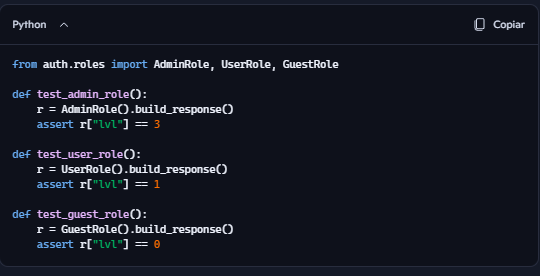 Python
Copiar
from auth.roles import AdminRole, UserRole, GuestRole
def test_admin_role():
    r = AdminRole().build_response()
    assert r["lvl"] == 3
def test_user_role():
    r = UserRole().build_response()
    assert r["lvl"] == 1
def test_guest_role():
    r = GuestRole().build_response()
    assert r["lvl"] == 0